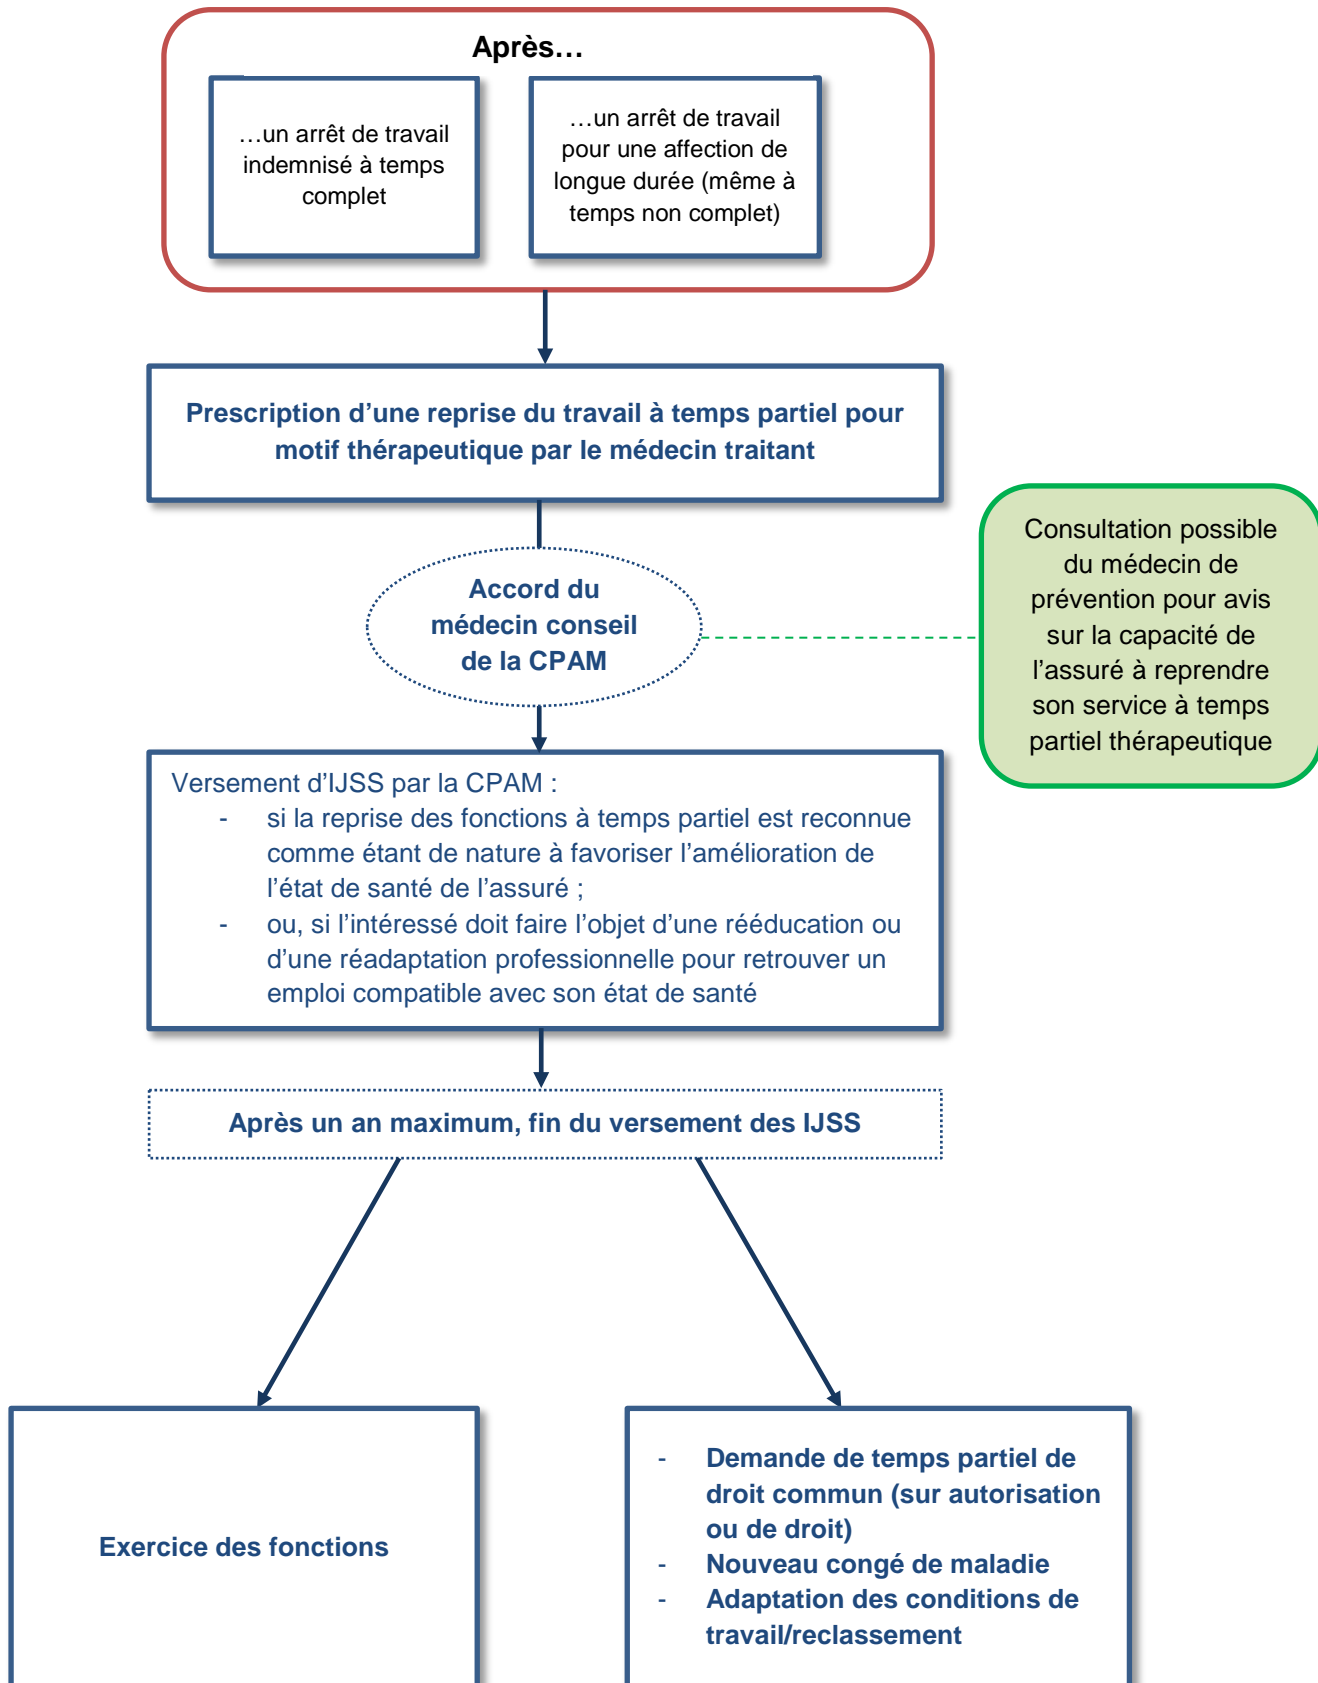 Après…
…un arrêt de travail
indemnisé à temps
complet
…un arrêt de travail
pour une affection de
longue durée (même à
temps non complet)
Prescription d’une reprise du travail à temps partiel pour
motif thérapeutique par le médecin traitant
Accord du
médecin conseil
de la CPAM
Consultation possible
du médecin de
prévention pour avis
sur la capacité de
l’assuré à reprendre
son service à temps
partiel thérapeutique
Versement d’IJSS par la CPAM :
- si la reprise des fonctions à temps partiel est reconnue
comme étant de nature à favoriser l’amélioration de
l’état de santé de l’assuré ;
- ou, si l’intéressé doit faire l’objet d’une rééducation ou
d’une réadaptation professionnelle pour retrouver un
emploi compatible avec son état de santé
Après un an maximum, fin du versement des IJSS
Exercice des fonctions
- Demande de temps partiel de
droit commun (sur autorisation
ou de droit)
- Nouveau congé de maladie
- Adaptation des conditions de
travail/reclassement